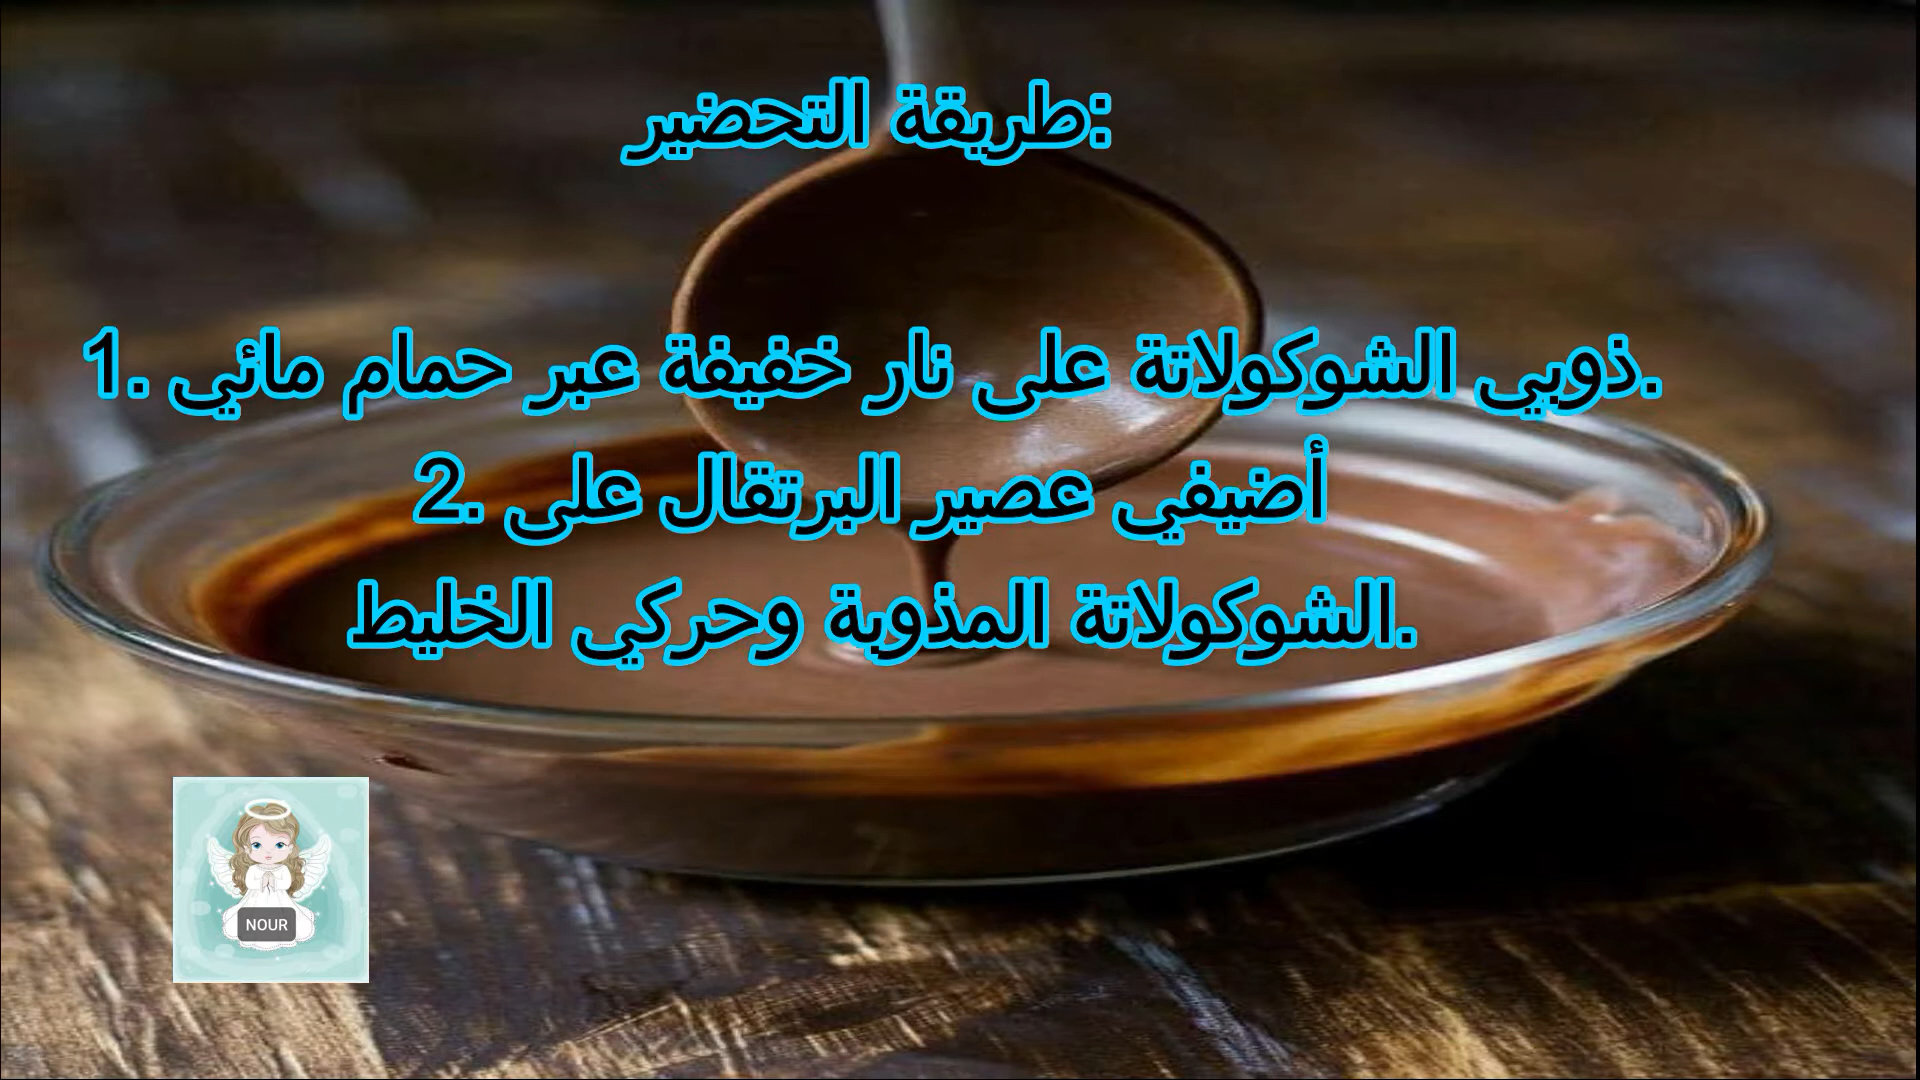 طريقة التحضير:
1. ذوبي الشوكولاتة على نار خفيفة عبر حمام مائي.
2. أضيفي عصير البرتقال على
الشوكولاتة المذوبة وحركي الخليط.
NOUR